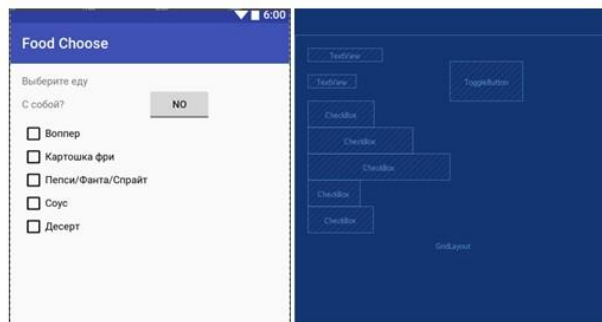 6:00
Food Choose
Выберите еду
С собой?
NO
Воппер
Картошка фри
Пепси/Фанта/Спрайт
Соус
Десерт
TextView
TextView
ToggleButton
CheckBox
CheckBox
CheckBox
CheckBox
CheckBox
GridLayout